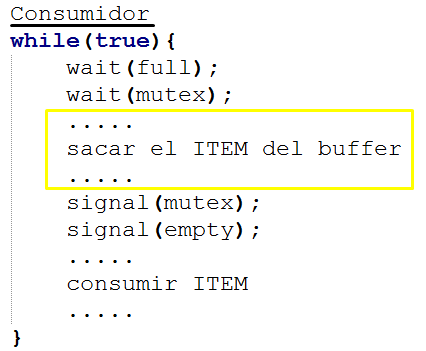 Consumidor
while(true){
wait(full);
wait(mutex);
.....
sacar el ITEM del buffer
.....
signal(mutex);
signal(empty);
.....
consumir ITEM
.....
}